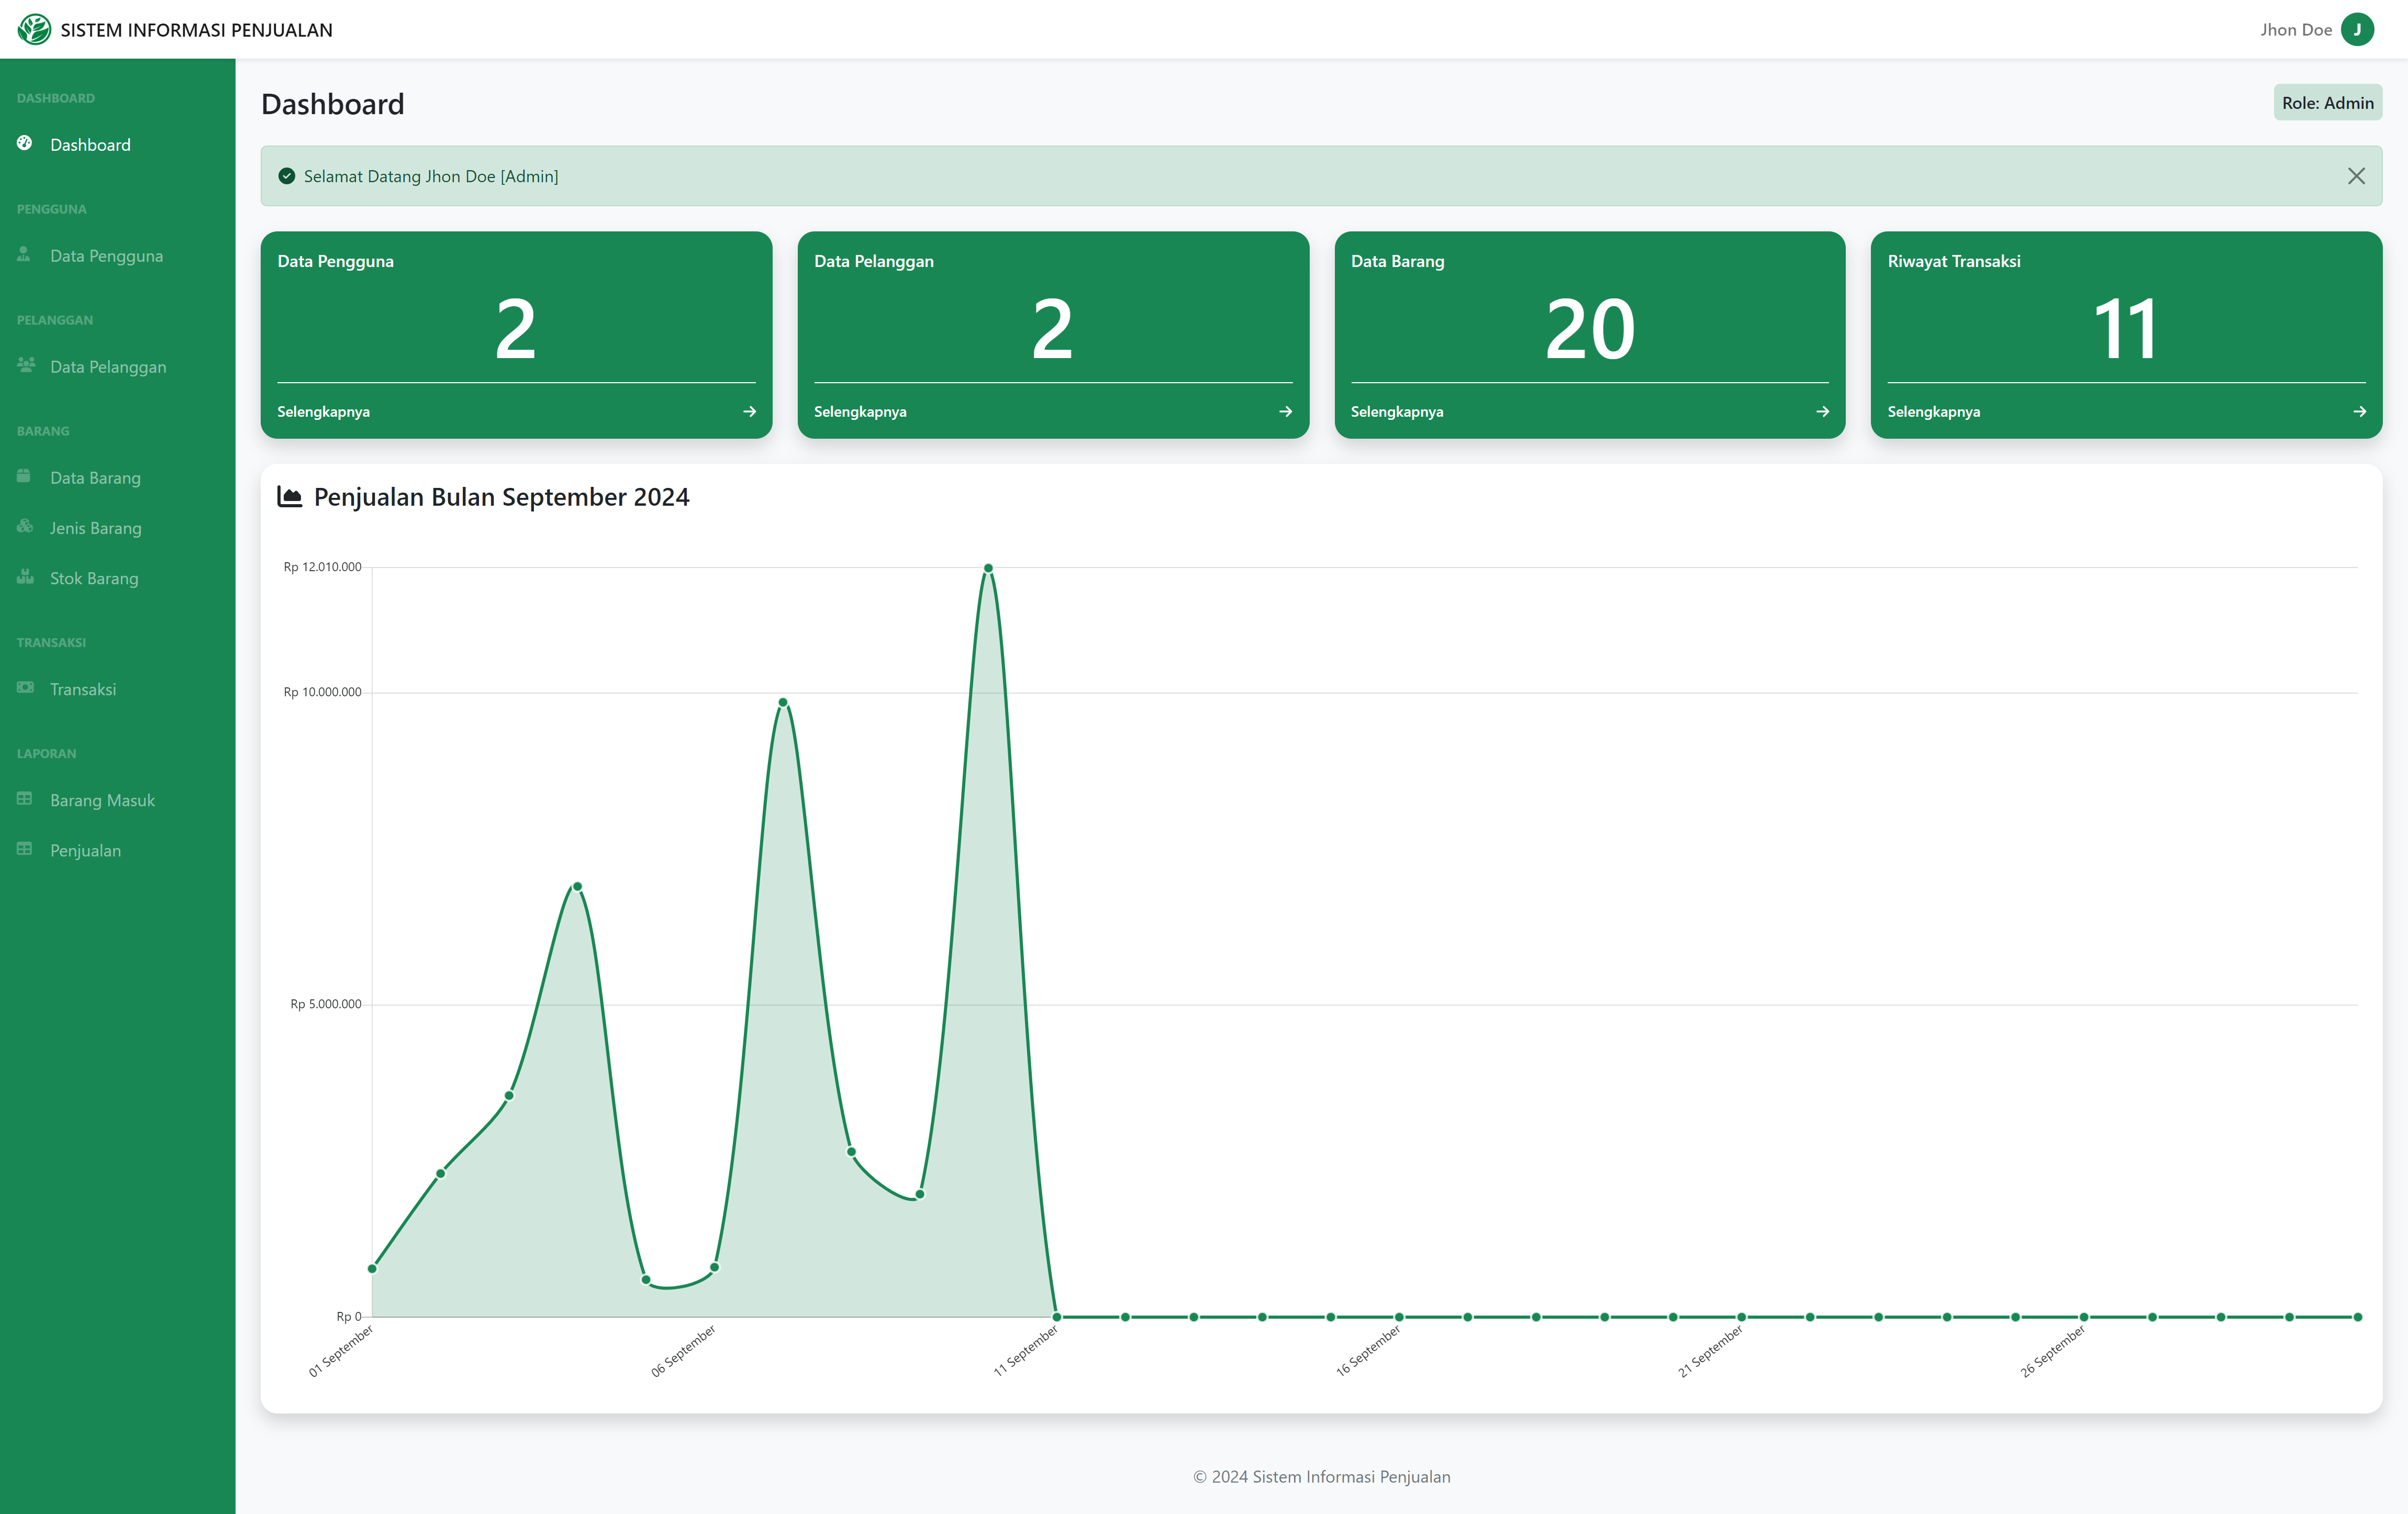 SISTEM INFORMASI PENJUALAN
Jhon Doe
J
DASHBOARD
Dashboard
PENGGUNA
Data Pengguna
PELANGGAN
Data Pelanggan
BARANG
Data Barang
Jenis Barang
Stok Barang
TRANSAKSI
Transaksi
LAPORAN
Barang Masuk
Penjualan
Dashboard
Role: Admin
Selamat Datang Jhon Doe [Admin]
Data Pengguna
2
Selengkapnya
Data Pelanggan
2
Selengkapnya
Data Barang
20
Selengkapnya
Riwayat Transaksi
11
Selengkapnya
Penjualan Bulan September 2024
Rp 12.010.000
Rp 10.000.000
Rp 5.000.000
Rp 0
01 September
06 September
11 September
16 September
21 September
26 September
© 2024 Sistem Informasi Penjualan